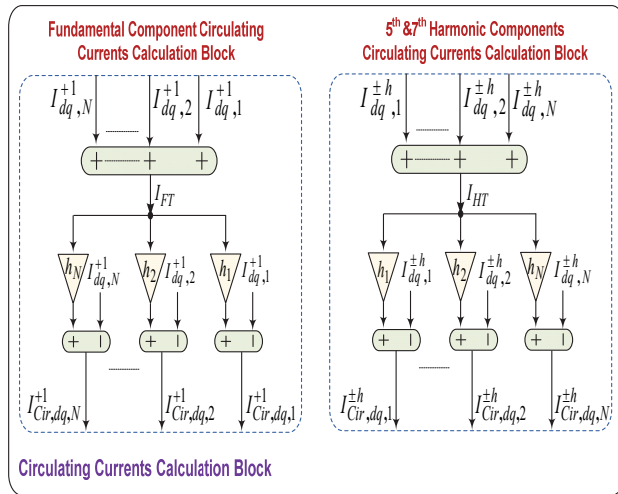 Fundamental Component Circulating
Currents Calculation Block
5th &7th Harmonic Components
Circulating Currents Calculation Block
I+1dq,N I+1dq,2 I+1dq,1
I±hdq,1 I±hdq,2 I±hdq,N
+ + +
+ + +
IFT
IHT
hN I+1dq,N h2 I+1dq,2 h1 I+1dq,1
h1 I±hdq,1 h2 I±hdq,2 hN I±hdq,N
+ − + − + −
+ − + − + −
I+1Cir,dq,N I+1Cir,dq,2 I+1Cir,dq,1
I±hCir,dq,1 I±hCir,dq,2 I±hCir,dq,N
Circulating Currents Calculation Block